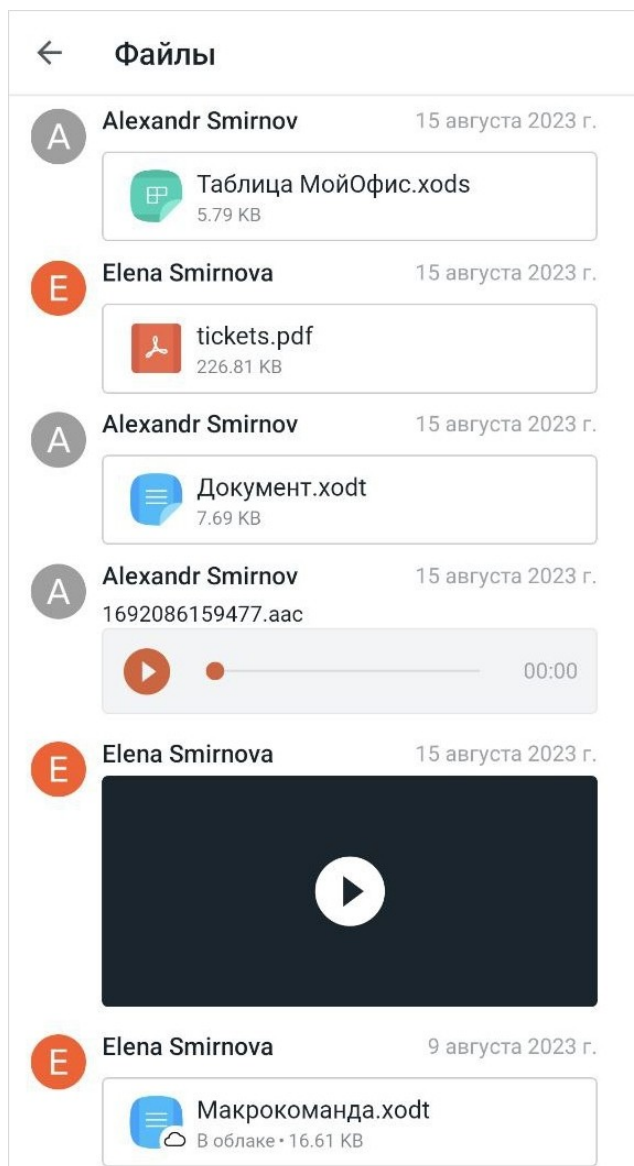 Файлы
A
Alexandr Smirnov 15 августа 2023 г.
Таблица МойОфис.xods
5.79 KB
E
Elena Smirnova 15 августа 2023 г.
tickets.pdf
226.81 KB
A
Alexandr Smirnov 15 августа 2023 г.
Документ.xodt
7.69 KB
A
Alexandr Smirnov 15 августа 2023 г.
1692086159477.aac
00:00
E
Elena Smirnova 15 августа 2023 г.
E
Elena Smirnova 9 августа 2023 г.
Макрокоманда.xodt
В облаке • 16.61 KB